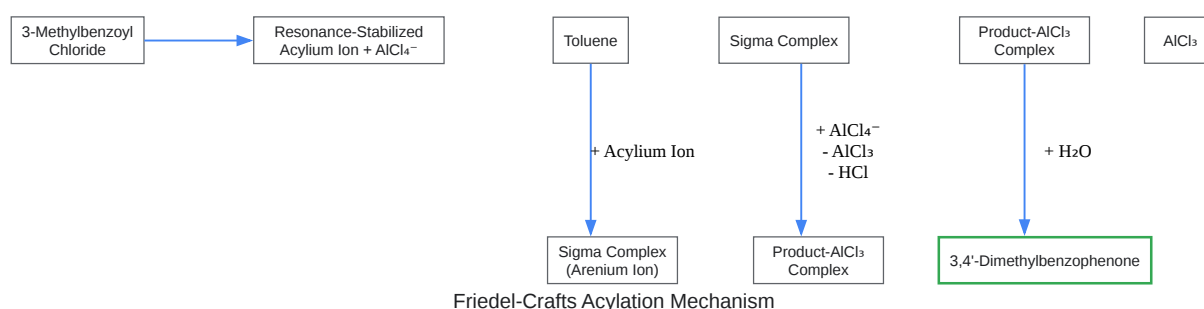 3-Methylbenzoyl
Chloride
Resonance-Stabilized
Acylium Ion + AlCl₄⁻
Toluene
Sigma Complex
Product-AlCl₃
Complex
AlCl₃
+ Acylium Ion
+ AlCl₄⁻
- AlCl₃
- HCl
+ H₂O
Sigma Complex
(Arenium Ion)
Product-AlCl₃
Complex
3,4'-Dimethylbenzophenone
Friedel-Crafts Acylation Mechanism